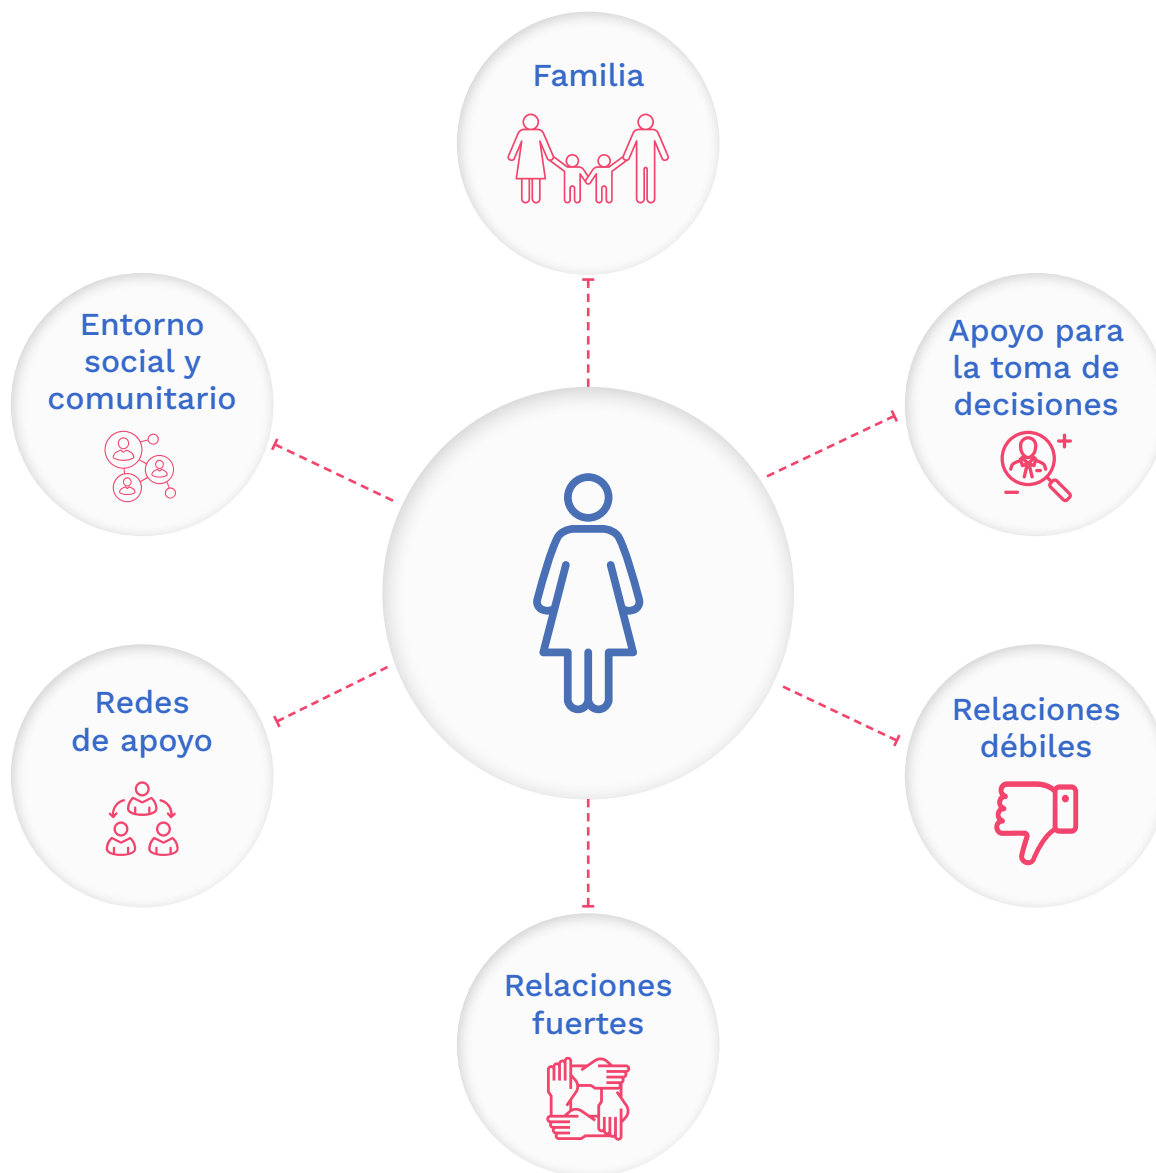 Familia
Entorno
social y
comunitario
Apoyo para
la toma de
decisiones
Redes
de apoyo
Relaciones
débiles
Relaciones
fuertes